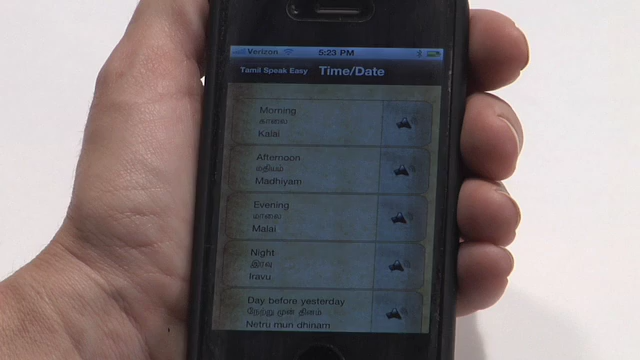 Verizon 5:23 PM
Tamil Speak Easy Time/Date
Morning
காலை
Kalai
Afternoon
மதியம்
Madhiyam
Evening
மாலை
Malai
Night
இரவு
Iravu
Day before yesterday
நேற்று முன் தினம்
Netru mun dhinam